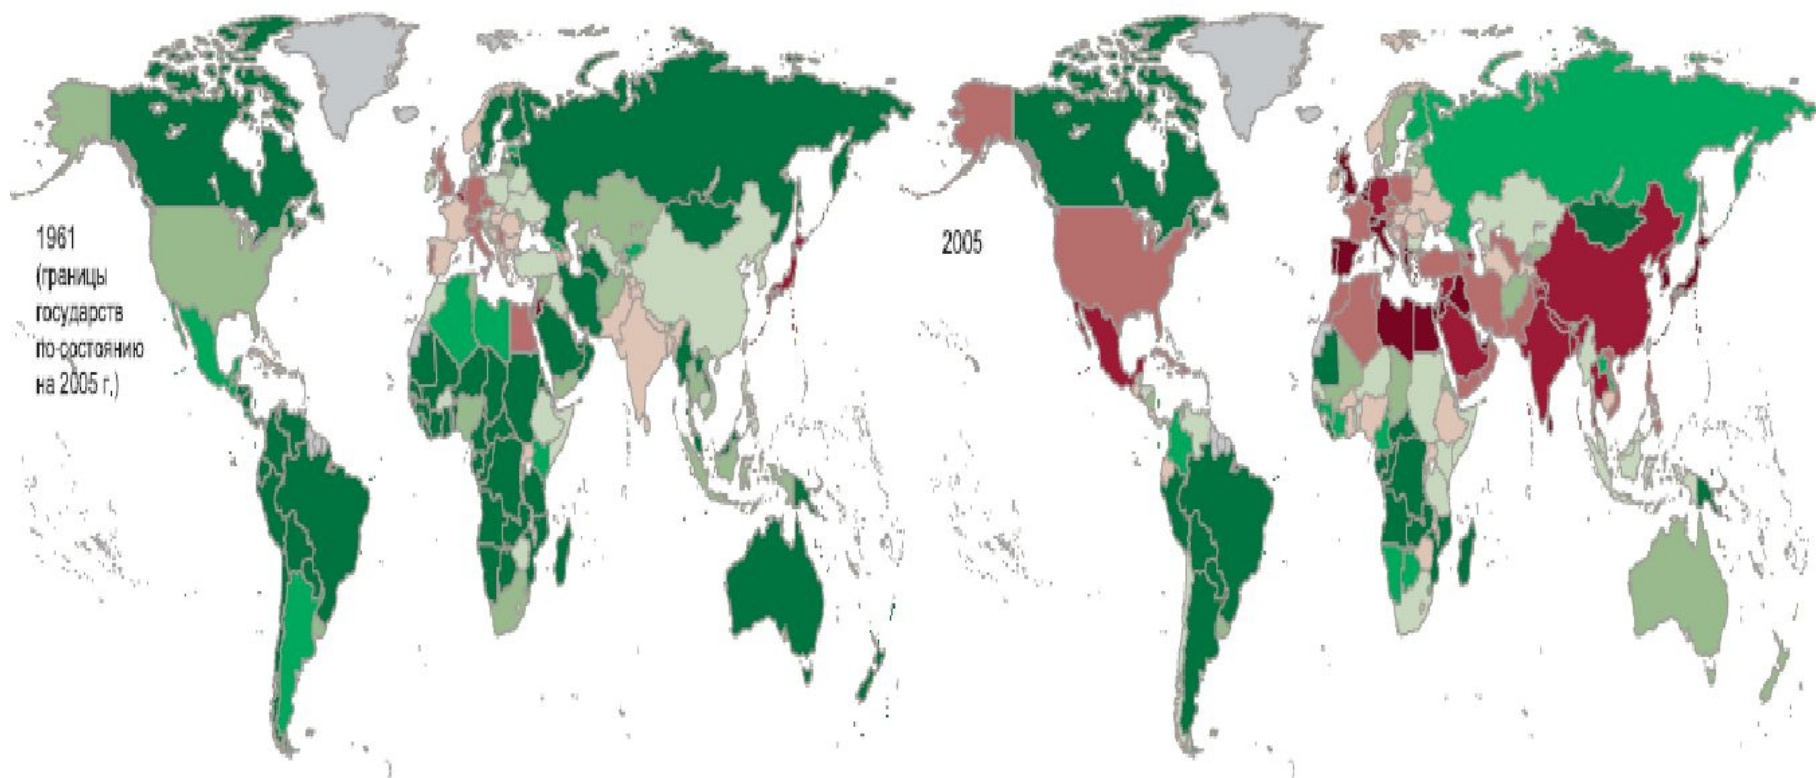 1961
(границы
государств
по состоянию
на 2005 г.)
2005